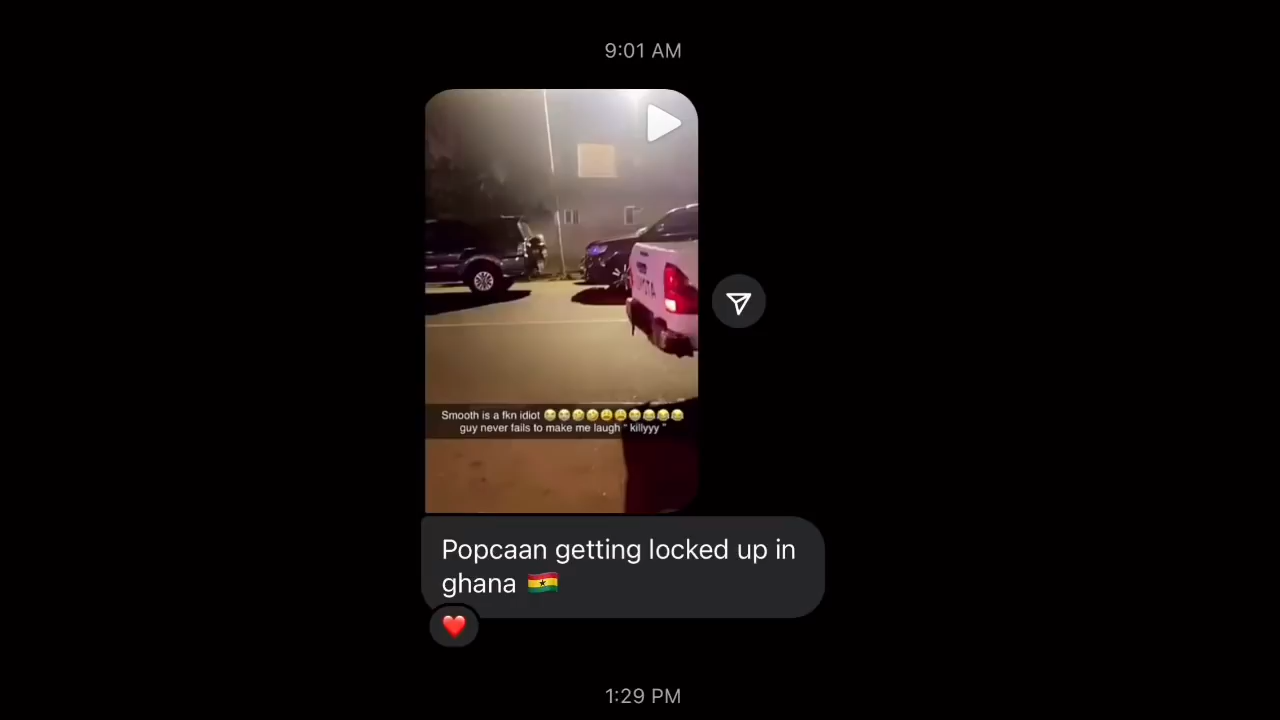 9:01 AM
Smooth is a fkn idiot 😭😭🤣🤣😩😩😭😂😂😂
guy never fails to make me laugh “ killyyy ”
Popcaan getting locked up in
ghana 🇬🇭
❤️
1:29 PM